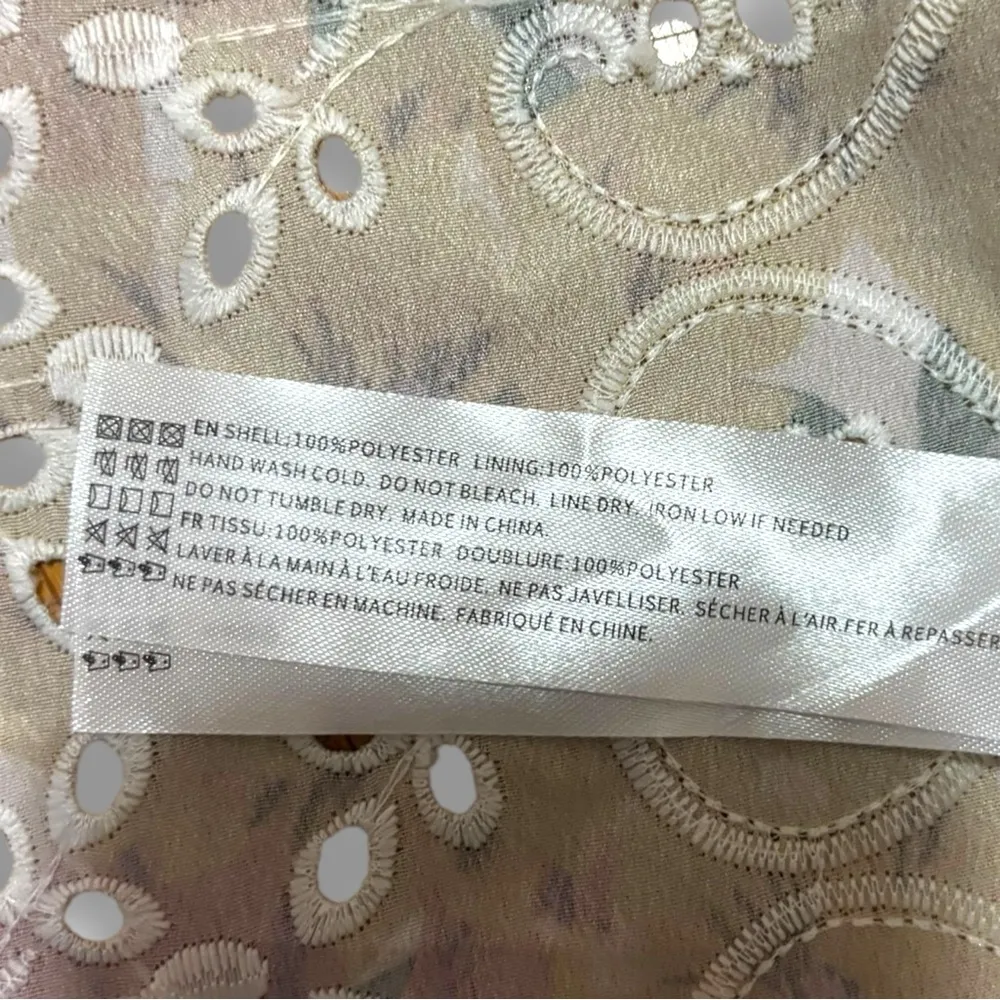 EN SHELL:100%POLYESTER LINING:100%POLYESTER
HAND WASH COLD. DO NOT BLEACH. LINE DRY. IRON LOW IF NEEDED
DO NOT TUMBLE DRY. MADE IN CHINA.
FR TISSU:100%POLYESTER DOUBLURE:100%POLYESTER
LAVER À LA MAIN À L'EAU FROIDE. NE PAS JAVELLISER. SÉCHER À L'AIR.FER À REPASSER
NE PAS SÉCHER EN MACHINE. FABRIQUÉ EN CHINE.